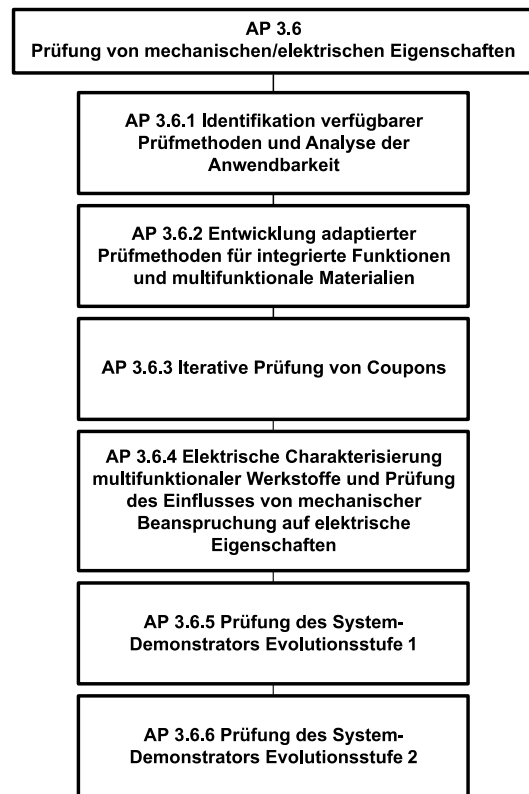 AP 3.6
Prüfung von mechanischen/elektrischen Eigenschaften
AP 3.6.1 Identifikation verfügbarer
Prüfmethoden und Analyse der
Anwendbarkeit
AP 3.6.2 Entwicklung adaptierter
Prüfmethoden für integrierte Funktionen
und multifunktionale Materialien
AP 3.6.3 Iterative Prüfung von Coupons
AP 3.6.4 Elektrische Charakterisierung
multifunktionaler Werkstoffe und Prüfung
des Einflusses von mechanischer
Beanspruchung auf elektrische
Eigenschaften
AP 3.6.5 Prüfung des System-
Demonstrators Evolutionsstufe 1
AP 3.6.6 Prüfung des System-
Demonstrators Evolutionsstufe 2